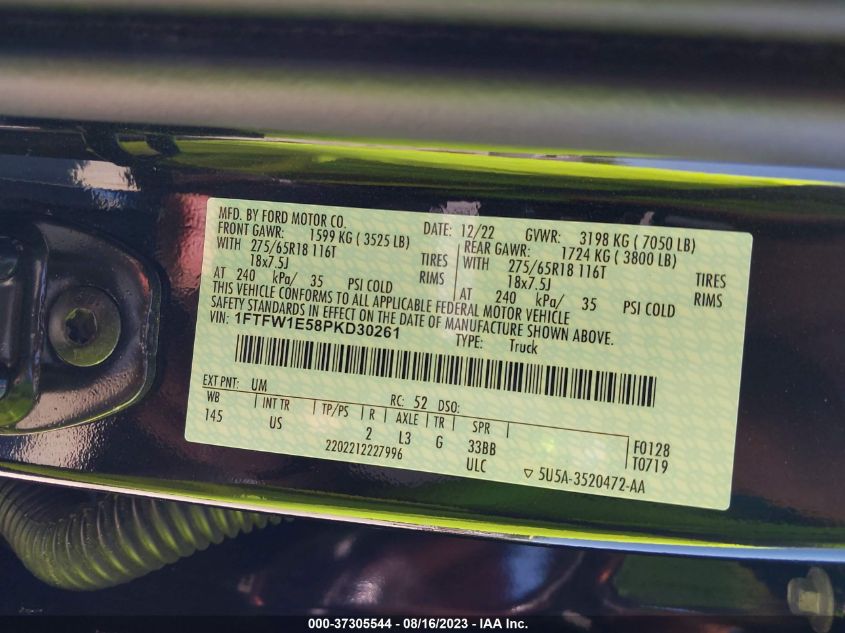 MFD. BY FORD MOTOR CO.
DATE: 12/22 GVWR: 3198 KG ( 7050 LB)
FRONT GAWR: 1599 KG ( 3525 LB)
WITH 275/65R18 116T TIRES
18x7.5J RIMS
AT 240 kPa/ 35 PSI COLD
REAR GAWR: 1724 KG ( 3800 LB)
WITH 275/65R18 116T TIRES
18x7.5J RIMS
AT 240 kPa/ 35 PSI COLD
THIS VEHICLE CONFORMS TO ALL APPLICABLE FEDERAL MOTOR VEHICLE
SAFETY STANDARDS IN EFFECT ON THE DATE OF MANUFACTURE SHOWN ABOVE.
VIN: 1FTFW1E58PKD30261 TYPE: Truck
EXT PNT: UM RC: 52 DSO:
WB INT TR TP/PS R AXLE TR SPR
145 US 2 L3 G 33BB
F0128
T0719
2202212227996 ULC
▽ 5U5A-3520472-AA
000-37305544 / 08/16/2023 - IAA Inc.